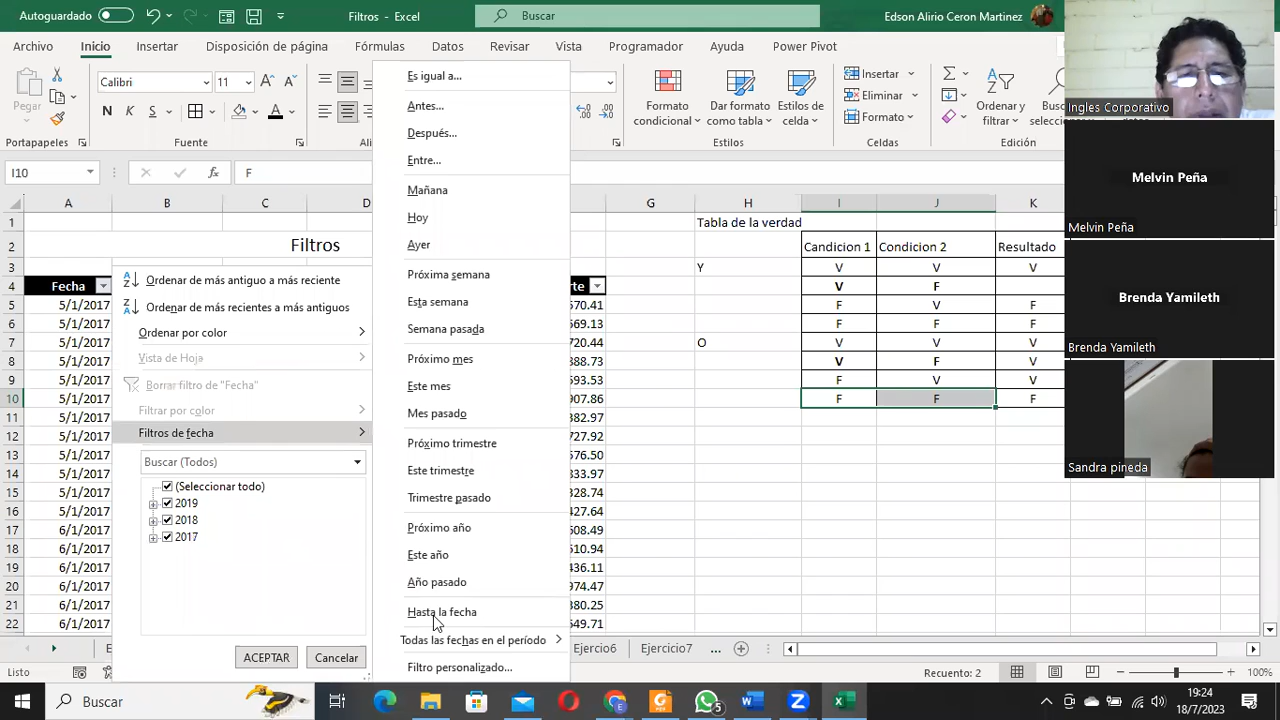 Autoguardado
Filtros - Excel
Buscar
Edson Alirio Ceron Martinez
Archivo Inicio Insertar Disposición de página Fórmulas Datos Revisar Vista Programador Ayuda Power Pivot
Pegar
Portapapeles
Calibri 11
N K S
Fuente
Formato condicional
Dar formato como tabla
Estilos de celda
Estilos
Insertar
Eliminar
Formato
Celdas
Ordenar y filtrar
Edición
I10
F
A B C D G H I J K
1 Tabla de la verdad
2 Filtros Candicion 1 Condicion 2 Resultado
3 Y V V V
4 Fecha V F
5 5/1/2017 570.41 F V F
6 5/1/2017 569.13 F F F
7 5/1/2017 720.44 O V V V
8 5/1/2017 388.73 V F V
9 5/1/2017 593.53 F V V
10 5/1/2017 907.86 F F F
11 5/1/2017 382.97
12 5/1/2017 727.92
13 5/1/2017 576.50
14 5/1/2017 333.97
15 5/1/2017 328.74
16 5/1/2017 427.64
17 6/1/2017 508.49
18 6/1/2017 510.94
19 6/1/2017 436.11
20 6/1/2017 974.47
21 6/1/2017 380.25
22 6/1/2017 549.71
Ordenar de más antiguo a más reciente
Ordenar de más recientes a más antiguos
Ordenar por color
Vista de Hoja
Borrar filtro de "Fecha"
Filtrar por color
Filtros de fecha
Buscar (Todos)
(Seleccionar todo)
2019
2018
2017
ACEPTAR Cancelar
Es igual a...
Antes...
Después...
Entre...
Mañana
Hoy
Ayer
Próxima semana
Esta semana
Semana pasada
Próximo mes
Este mes
Mes pasado
Próximo trimestre
Este trimestre
Trimestre pasado
Próximo año
Este año
Año pasado
Hasta la fecha
Todas las fechas en el período
Filtro personalizado...
Ejercicio7
...
Listo
Recuento: 2
100%
Buscar
5
19:24
18/7/2023
Ingles Corporativo
Melvin Peña
Melvin Peña
Brenda Yamileth
Brenda Yamileth
Sandra pineda